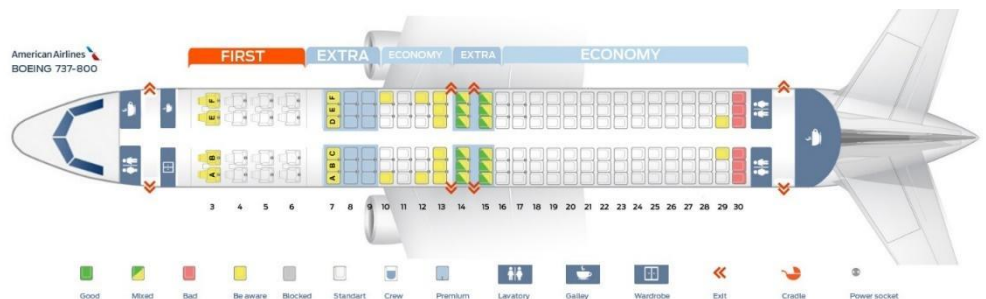 American Airlines
BOEING 737-800
FIRST
EXTRA
ECONOMY
EXTRA
ECONOMY
F
E
F
E
D
B
A
C
B
A
3 4 5 6 7 8 9 10 11 12 13 14 15 16 17 18 19 20 21 22 23 24 25 26 27 28 29 30
Good Mixed Bad Be aware Blocked Standart Crew Premium Lavatory Galley Wardrobe Exit Cradle Power socket